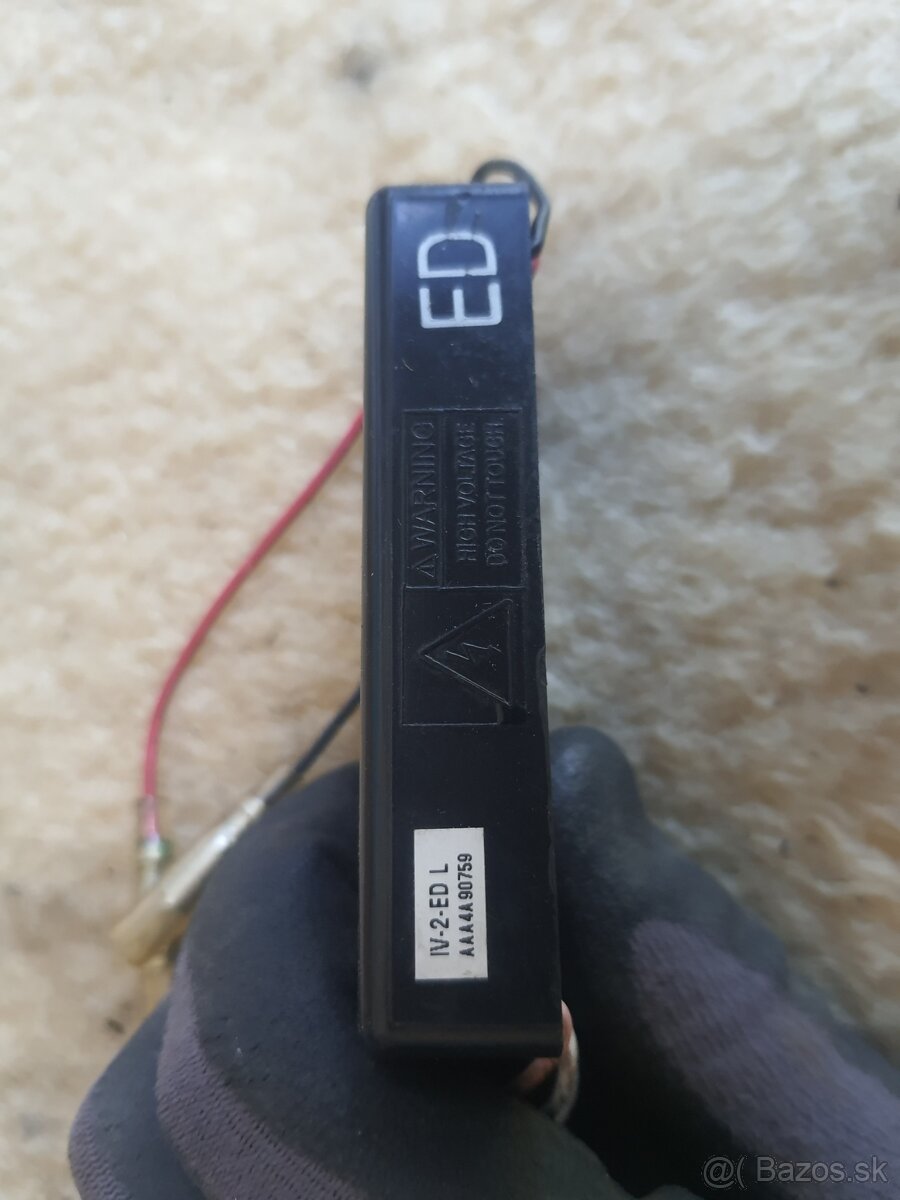 ED
⚠ WARNING
HIGH VOLTAGE
DO NOT TOUCH.
IV-2-ED L
AAA4A90759
@( Bazos.sk